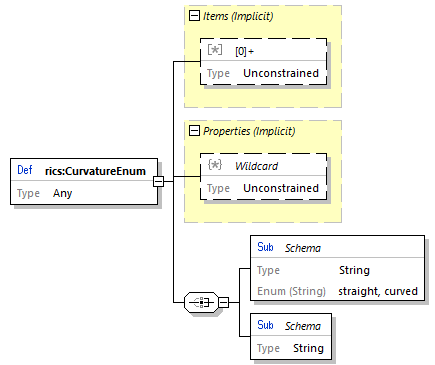 Items (Implicit)
[*] [0]+
Type Unconstrained
Properties (Implicit)
{*} Wildcard
Type Unconstrained
Def rics:CurvatureEnum
Type Any
Sub Schema
Type String
Enum (String) straight, curved
Sub Schema
Type String